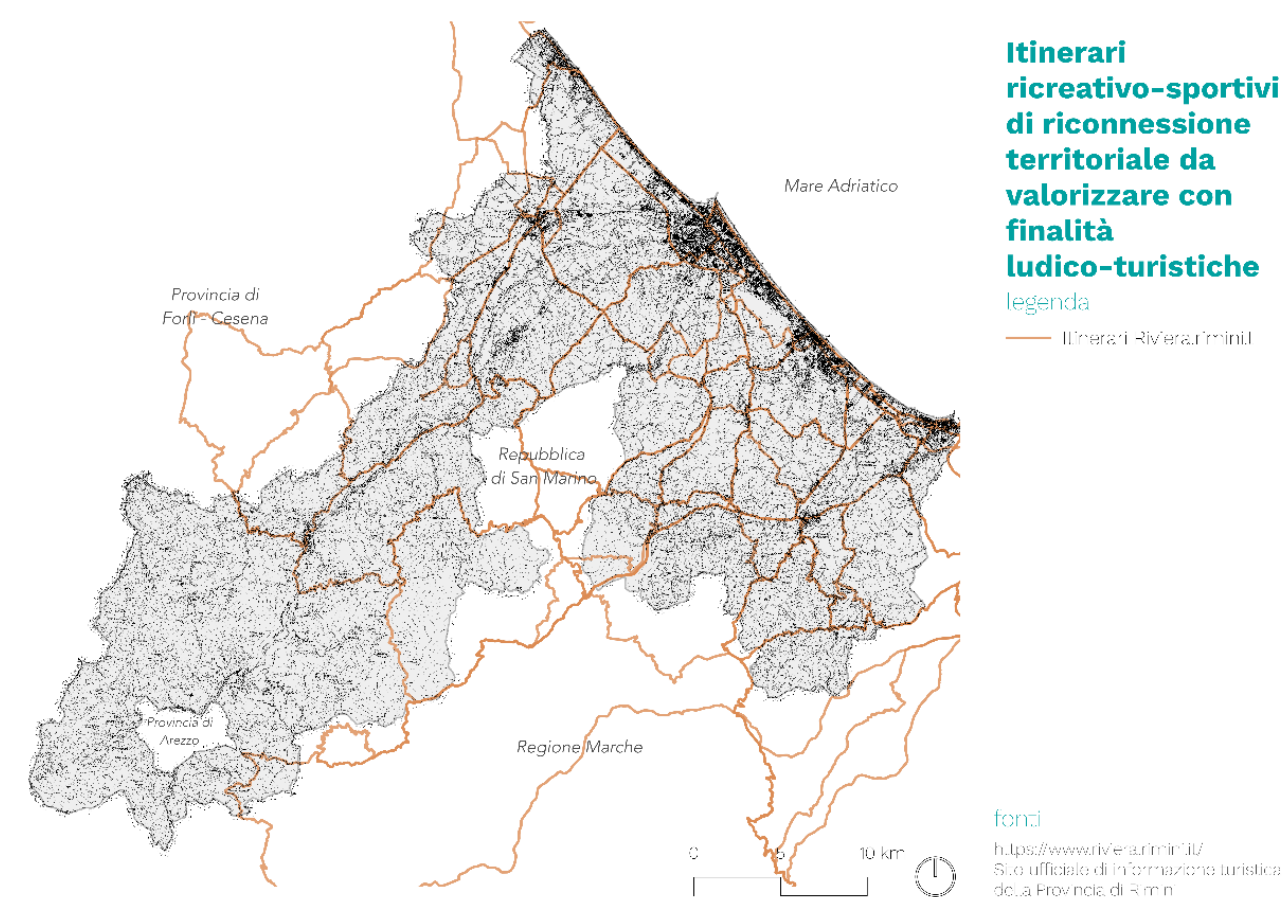 Itinerari
ricreativo-sportivi
di riconnessione
territoriale da
valorizzare con
finalità
ludico-turistiche
legenda
Itinerari Riviera.rimini.it
Mare Adriatico
Provincia di
Forlì - Cesena
Repubblica
di San Marino
Provincia di
Arezzo
Regione Marche
0 5 10 km
fonti
https://www.riviera.rimini.it/
Sito ufficiale di informazione turistica
della Provincia di Rimini